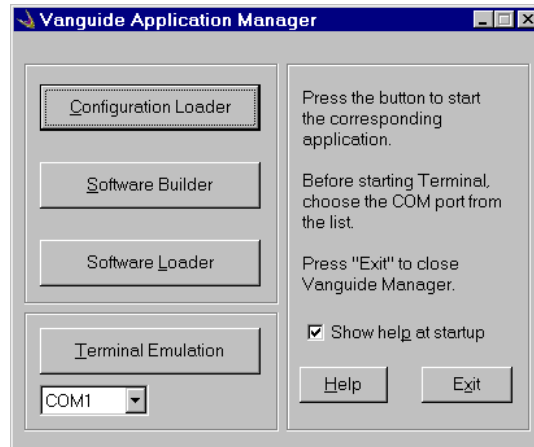 Vanguide Application Manager
Configuration Loader
Software Builder
Software Loader
Terminal Emulation
COM1
Press the button to start
the corresponding
application.
Before starting Terminal,
choose the COM port from
the list.
Press "Exit" to close
Vanguide Manager.
Show help at startup
Help
Exit